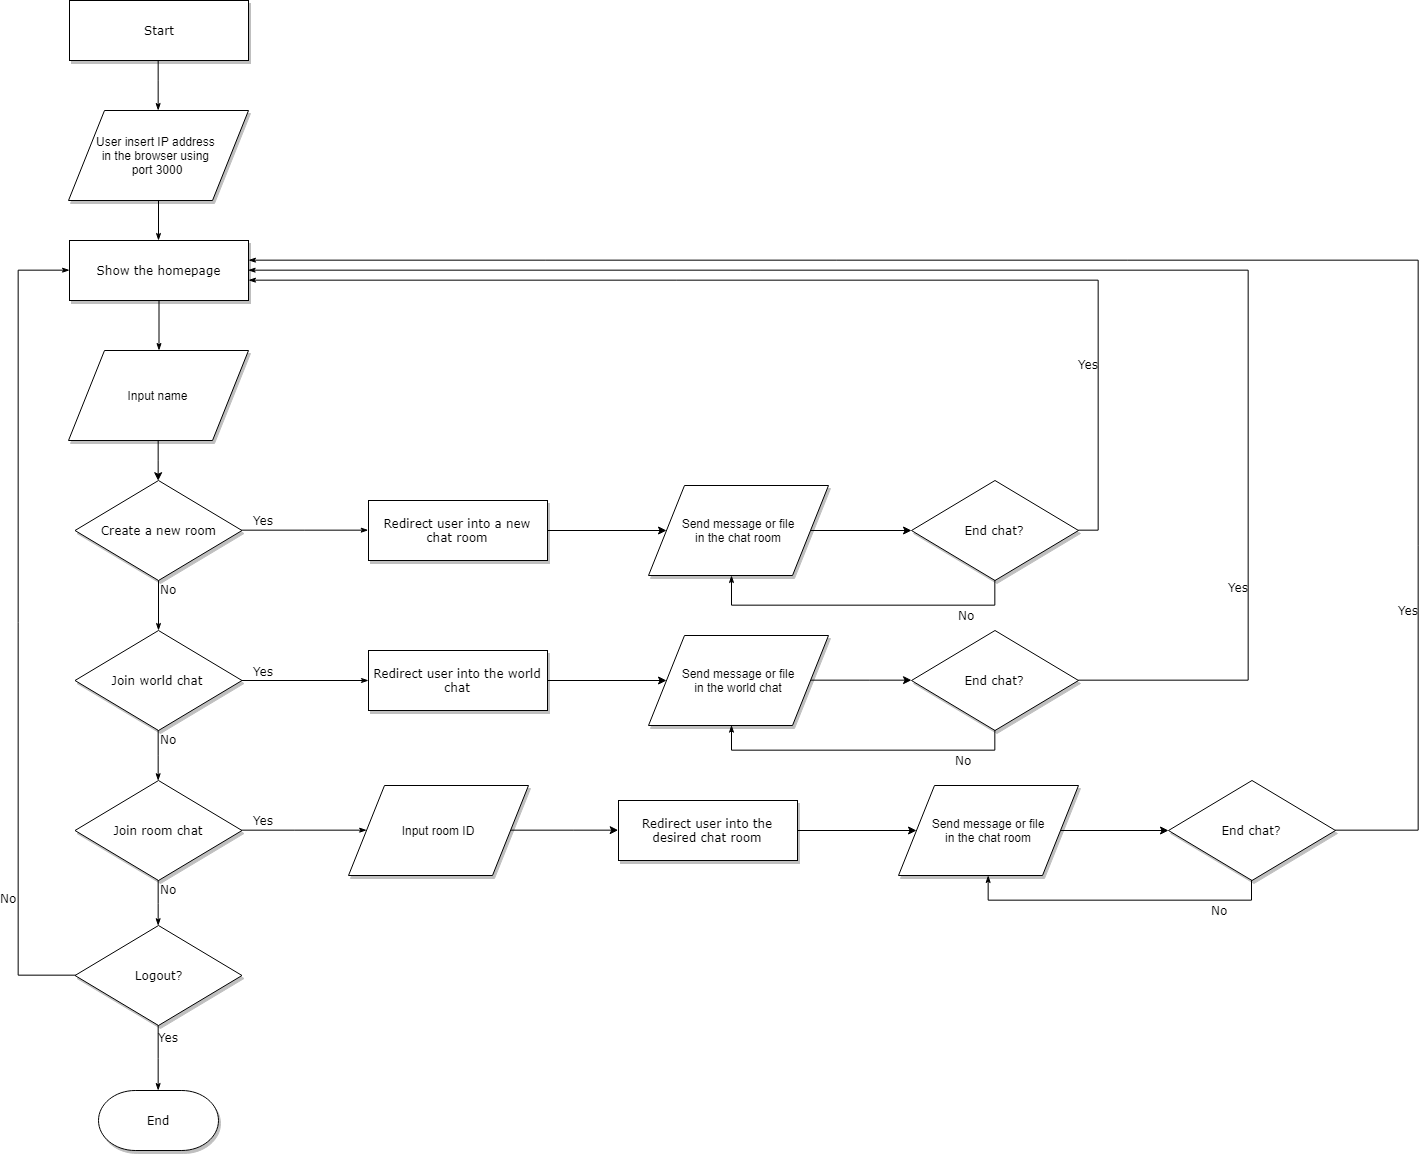 Start
User insert IP address
in the browser using
port 3000
Show the homepage
Input name
Yes
Create a new room
Yes
Redirect user into a new
chat room
Send message or file
in the chat room
End chat?
No
No
Yes
Join world chat
Yes
Redirect user into the world
chat
Send message or file
in the world chat
End chat?
No
No
Yes
Join room chat
Yes
Input room ID
Redirect user into the
desired chat room
Send message or file
in the chat room
End chat?
No
No
No
Logout?
Yes
End